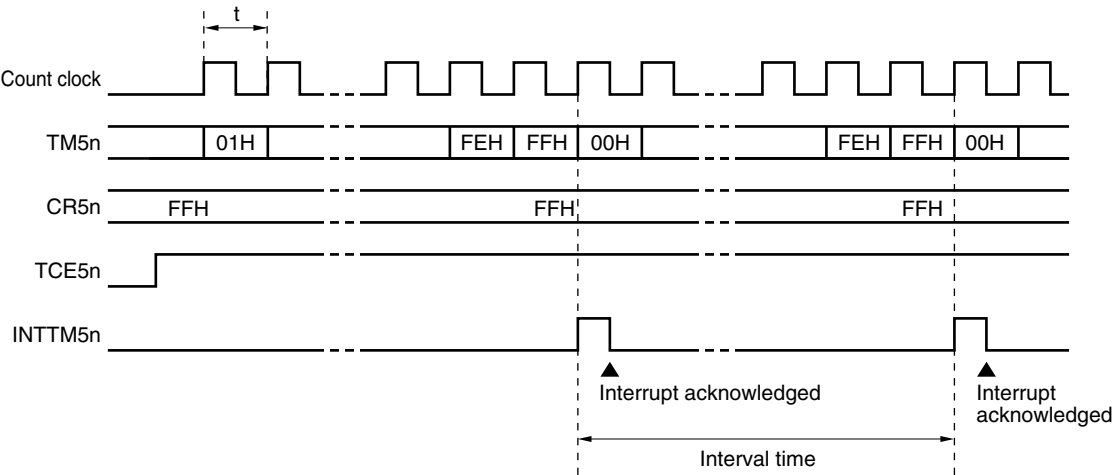 t
Count clock
TM5n 01H FEH FFH 00H FEH FFH 00H
CR5n FFH FFH FFH
TCE5n
INTTM5n
Interrupt acknowledged
Interrupt
acknowledged
Interval time